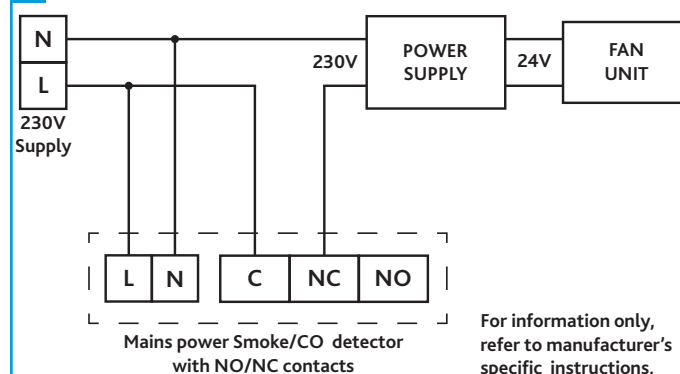 N
L
230V
Supply
230V
POWER
SUPPLY
24V
FAN
UNIT
L N C NC NO
Mains power Smoke/CO detector
with NO/NC contacts
For information only,
refer to manufacturer's
specific instructions.